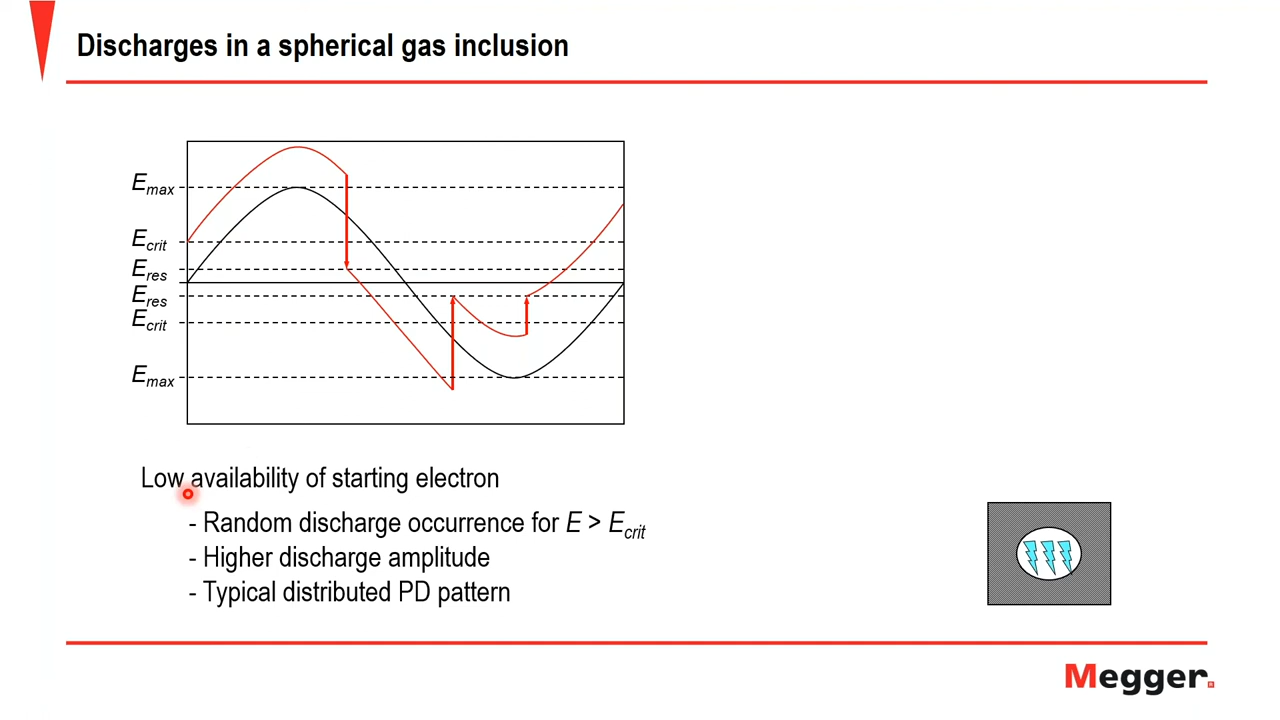 Discharges in a spherical gas inclusion
Emax
Ecrit
Eres
Eres
Ecrit
Emax
Low availability of starting electron
- Random discharge occurrence for E > Ecrit
- Higher discharge amplitude
- Typical distributed PD pattern
Megger.